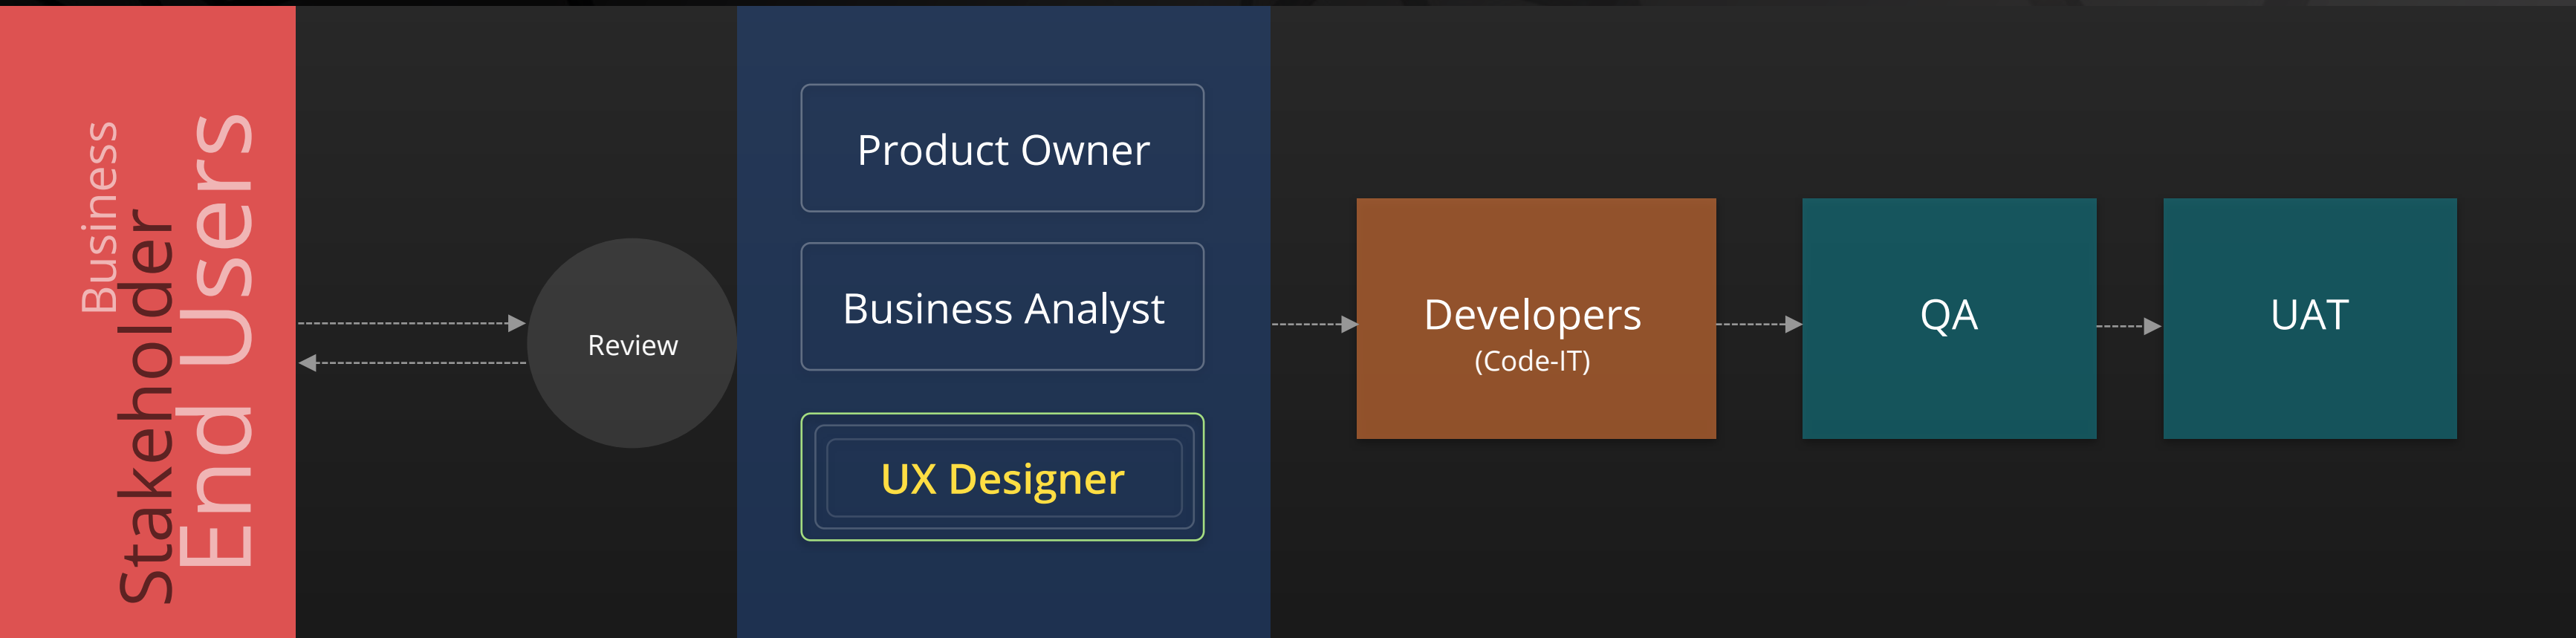 Business
Stakeholder
End Users
Review
Product Owner
Business Analyst
UX Designer
Developers
(Code-IT)
QA
UAT